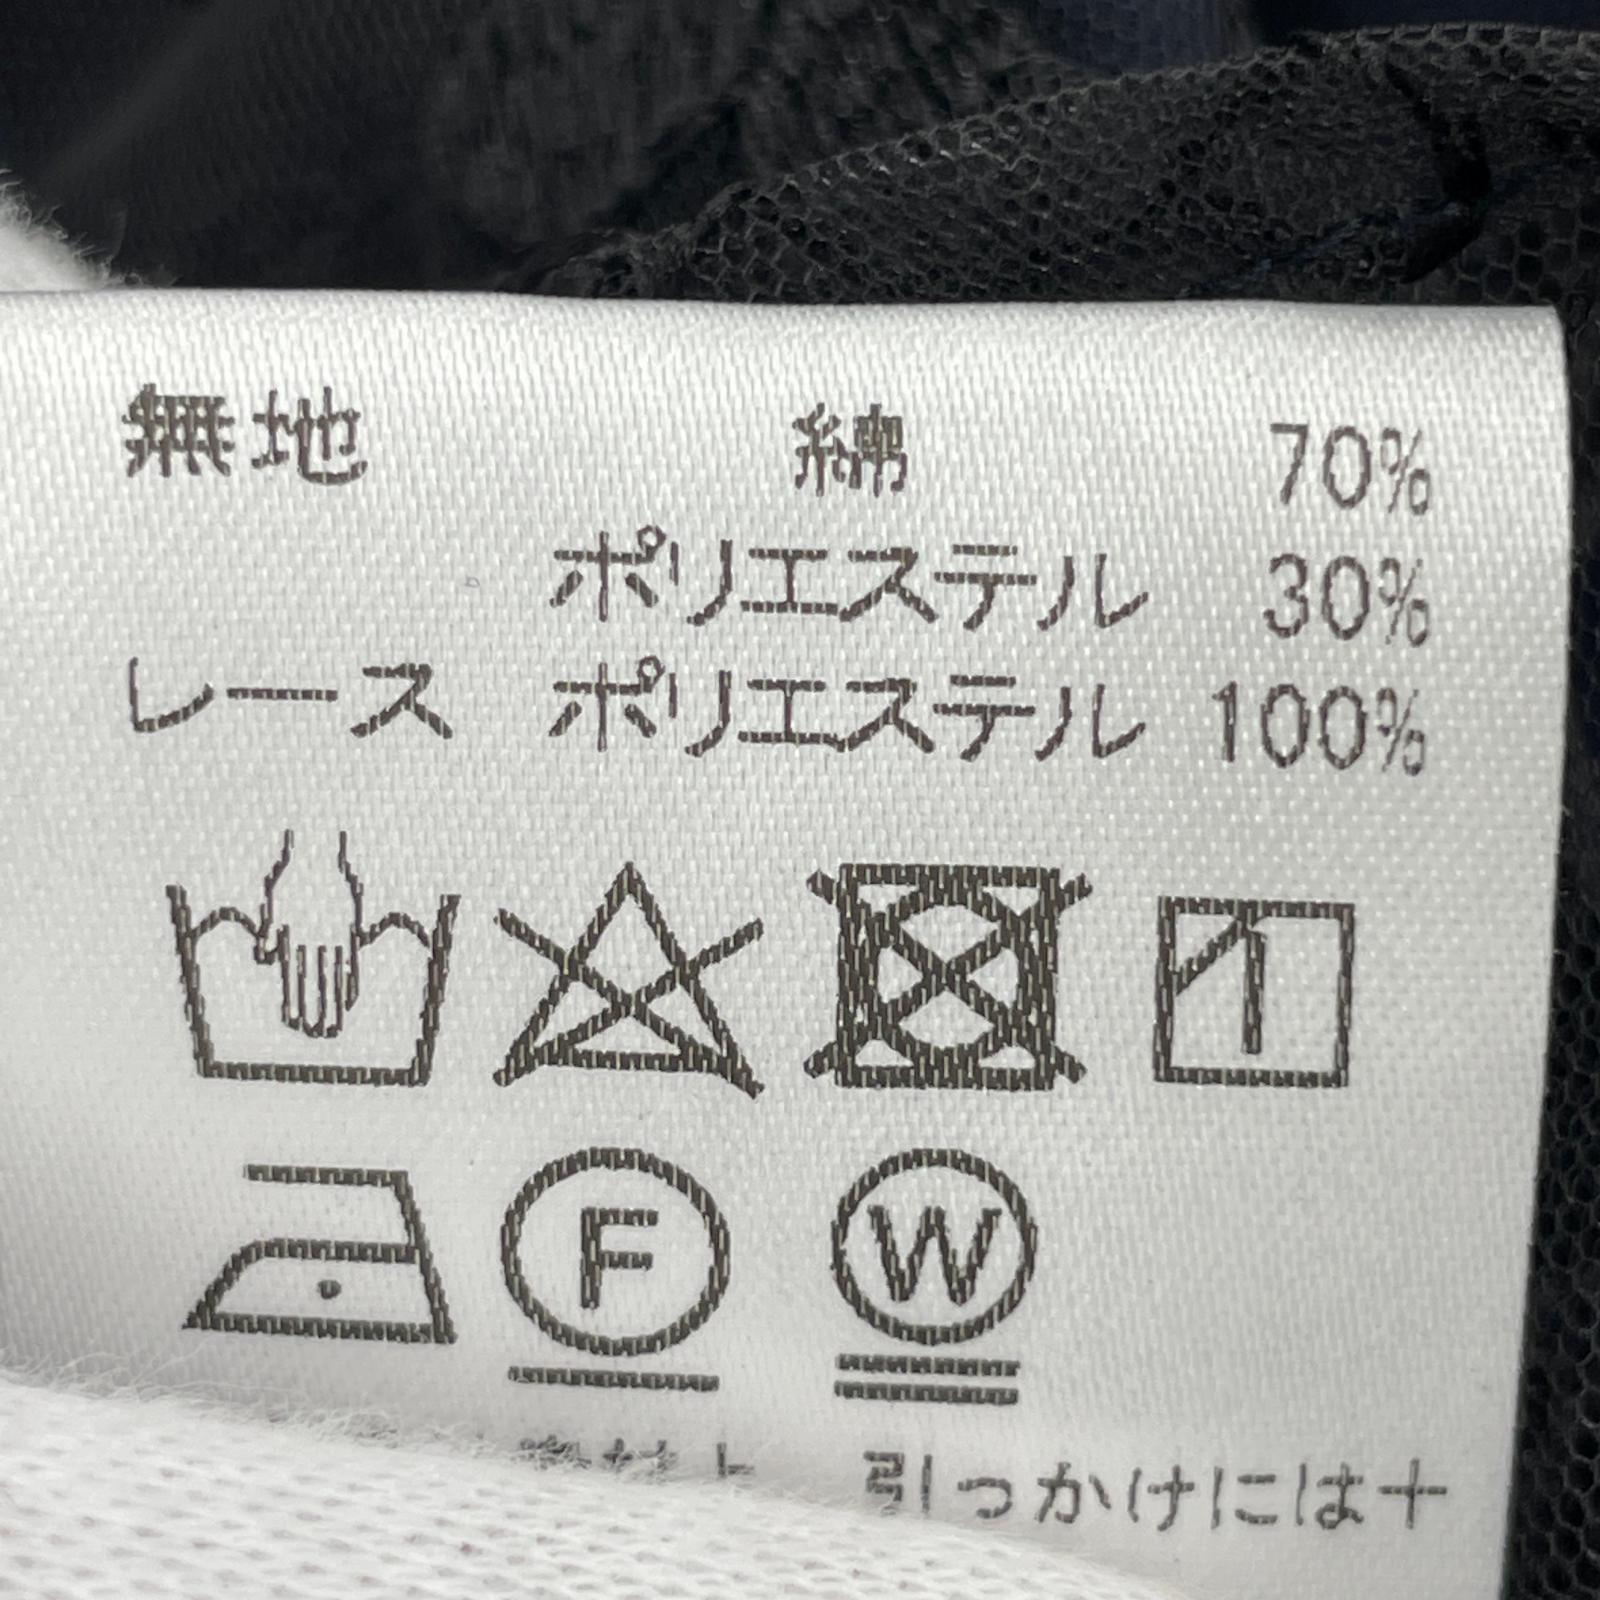 無地 綿 70%
ポリエステル 30%
レース ポリエステル 100%
F W
引っかけには十